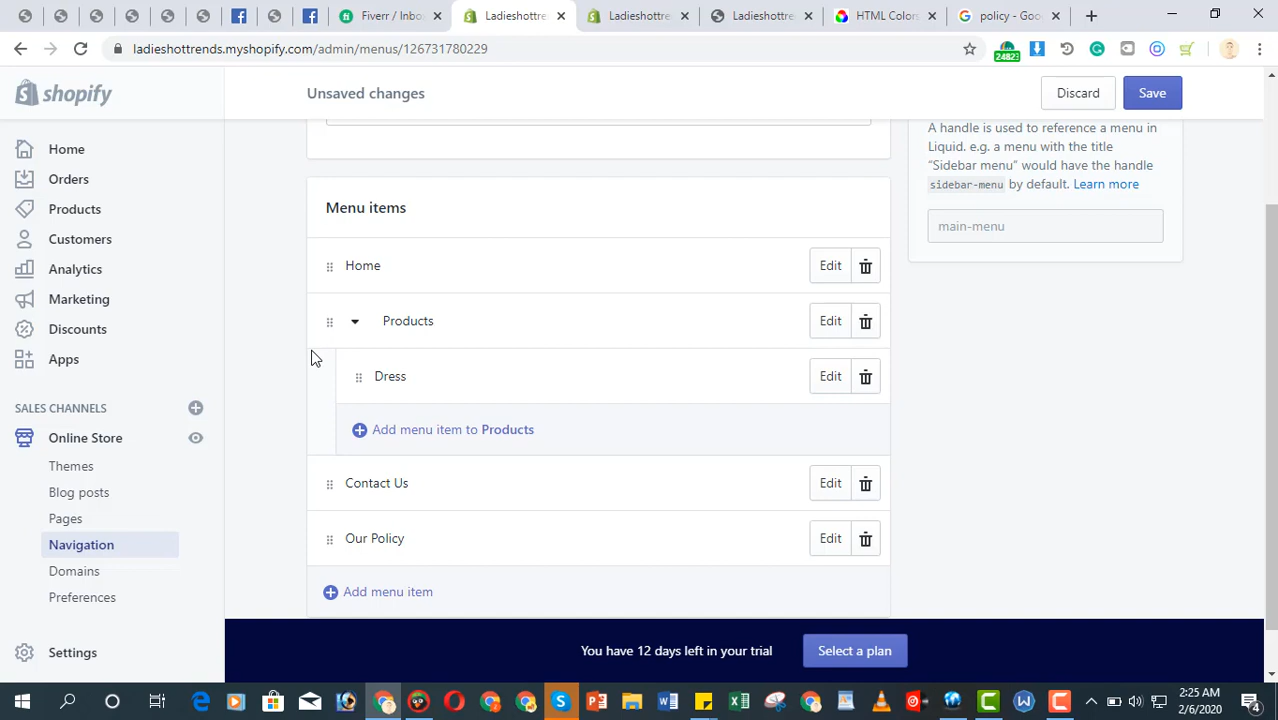 Fiverr / Inbo
Ladieshottre
Ladieshottre
Ladieshottre
HTML Colors
policy - Goo
ladieshottrends.myshopify.com/admin/menus/126731780229
24823
shopify
Unsaved changes
Discard
Save
Home
Orders
Products
Customers
Analytics
Marketing
Discounts
Apps
SALES CHANNELS
Online Store
Themes
Blog posts
Pages
Navigation
Domains
Preferences
Settings
A handle is used to reference a menu in
Liquid. e.g. a menu with the title
“Sidebar menu” would have the handle
sidebar-menu by default. Learn more
main-menu
Menu items
Home
Edit
Products
Edit
Dress
Edit
Add menu item to Products
Contact Us
Edit
Our Policy
Edit
Add menu item
You have 12 days left in your trial
Select a plan
2:25 AM
2/6/2020